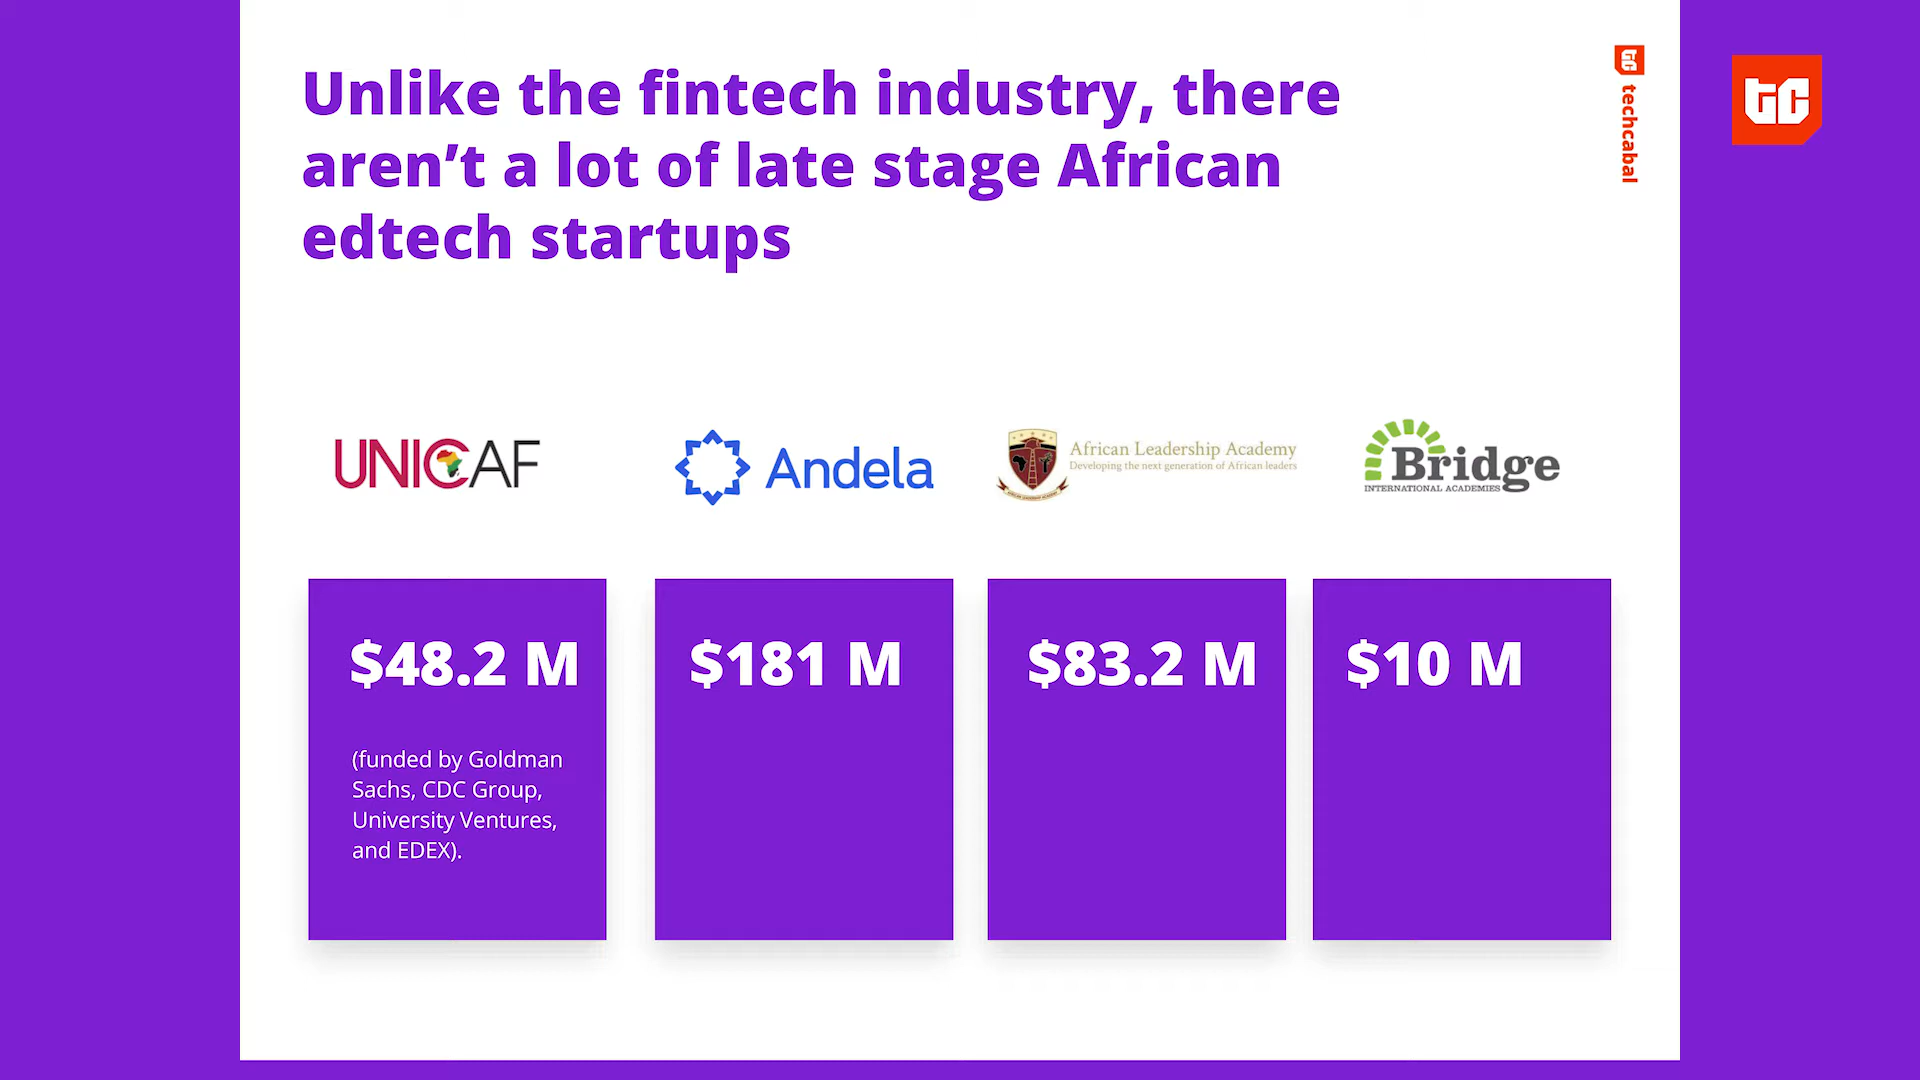 Unlike the fintech industry, there
aren’t a lot of late stage African
edtech startups
techcabal
UNICAF
Andela
African Leadership Academy
Developing the next generation of African leaders
Bridge
INTERNATIONAL ACADEMIES
$48.2 M
(funded by Goldman
Sachs, CDC Group,
University Ventures,
and EDEX).
$181 M
$83.2 M
$10 M